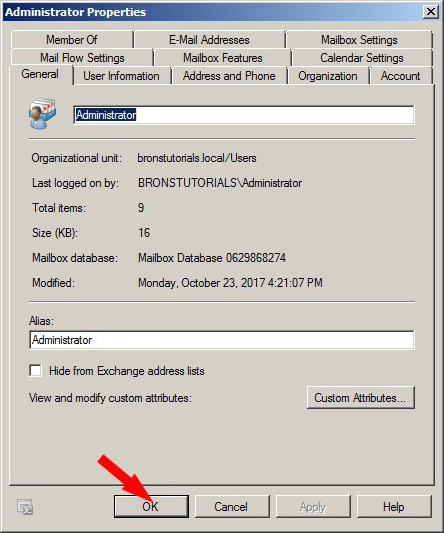 Administrator Properties
Member Of E-Mail Addresses Mailbox Settings
Mail Flow Settings Mailbox Features Calendar Settings
General User Information Address and Phone Organization Account
Administrator
Organizational unit: bronstutorials.local/Users
Last logged on by: BRONSTUTORIALS\Administrator
Total items: 9
Size (KB): 16
Mailbox database: Mailbox Database 0629868274
Modified: Monday, October 23, 2017 4:21:07 PM
Alias:
Administrator
Hide from Exchange address lists
View and modify custom attributes: Custom Attributes...
OK Cancel Apply Help